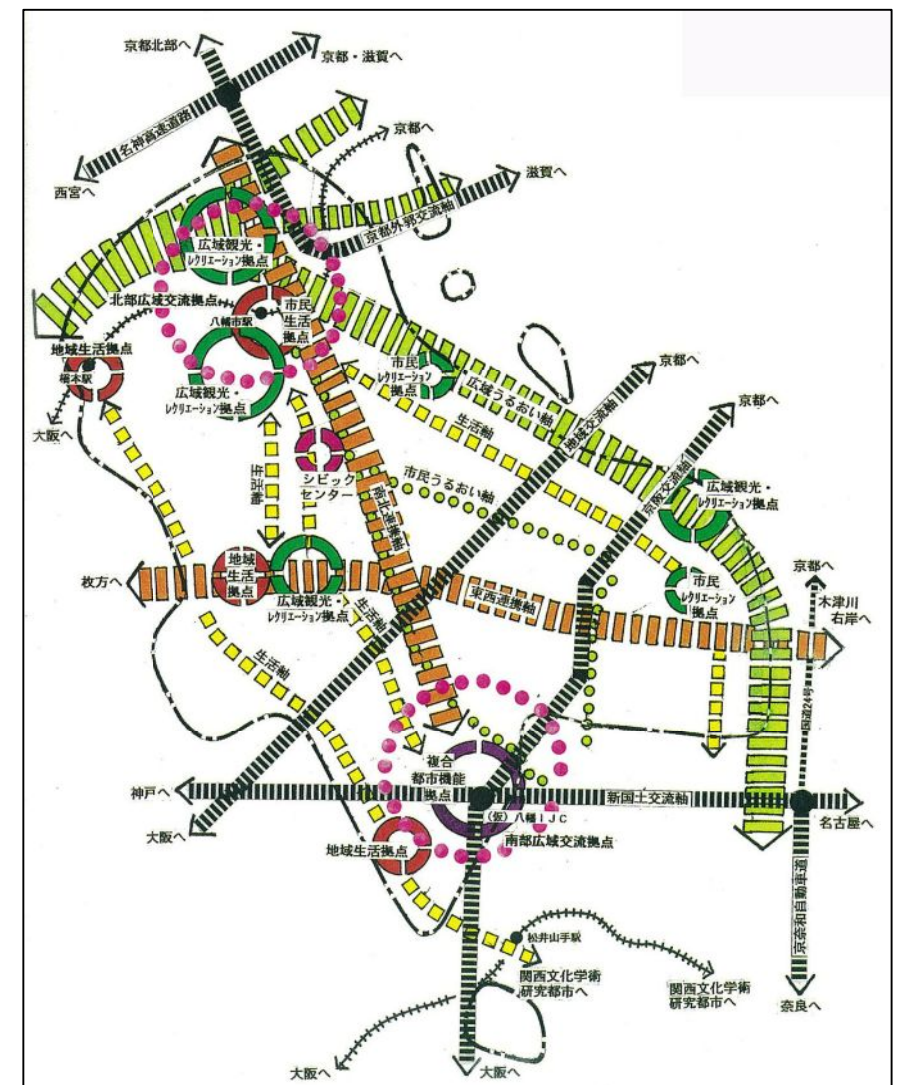 京都北部へ
京都・滋賀へ
名神高速道路
京都へ
西宮へ
滋賀へ
京都外郭交流軸
広域観光・
レクリエーション拠点
北部広域交流拠点
市民
生活
拠点
八幡市駅
地域生活拠点
橋本駅
市民
レクリエーション
拠点
京都へ
広域うるおい軸
地域交流軸
広域観光・
レクリエーション拠点
大阪へ
生活軸
京都へ
シビック
センター
生活軸
市民うるおい軸
南北連携軸
京阪交流軸
広域観光・
レクリエーション拠点
地域
生活
拠点
枚方へ
広域観光・
レクリエーション拠点
東西連携軸
市民
レクリエーション
拠点
京都へ
木津川
右岸へ
生活軸
生活軸
国道24号
複合
都市機能
拠点
神戸へ
新国土交流軸
名古屋へ
(仮)八幡IJC
大阪へ
地域生活拠点
南部広域交流拠点
京奈和自動車道
松井山手駅
関西文化学術
研究都市へ
関西文化学術
研究都市へ
奈良へ
大阪へ
大阪へ